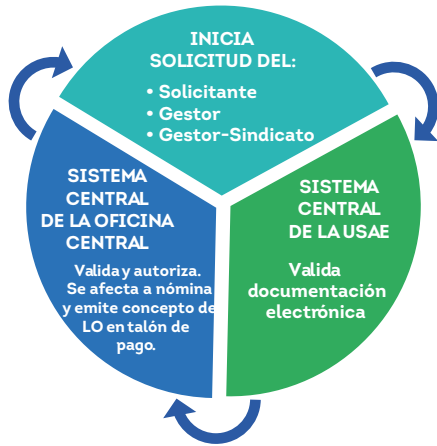 INICIA
SOLICITUD DEL:
• Solicitante
• Gestor
• Gestor-Sindicato
SISTEMA
CENTRAL
DE LA USAE
Valida
documentación
electrónica
SISTEMA
CENTRAL
DE LA OFICINA
CENTRAL
Valida y autoriza.
Se afecta a nómina
y emite concepto de
LO en talón de
pago.